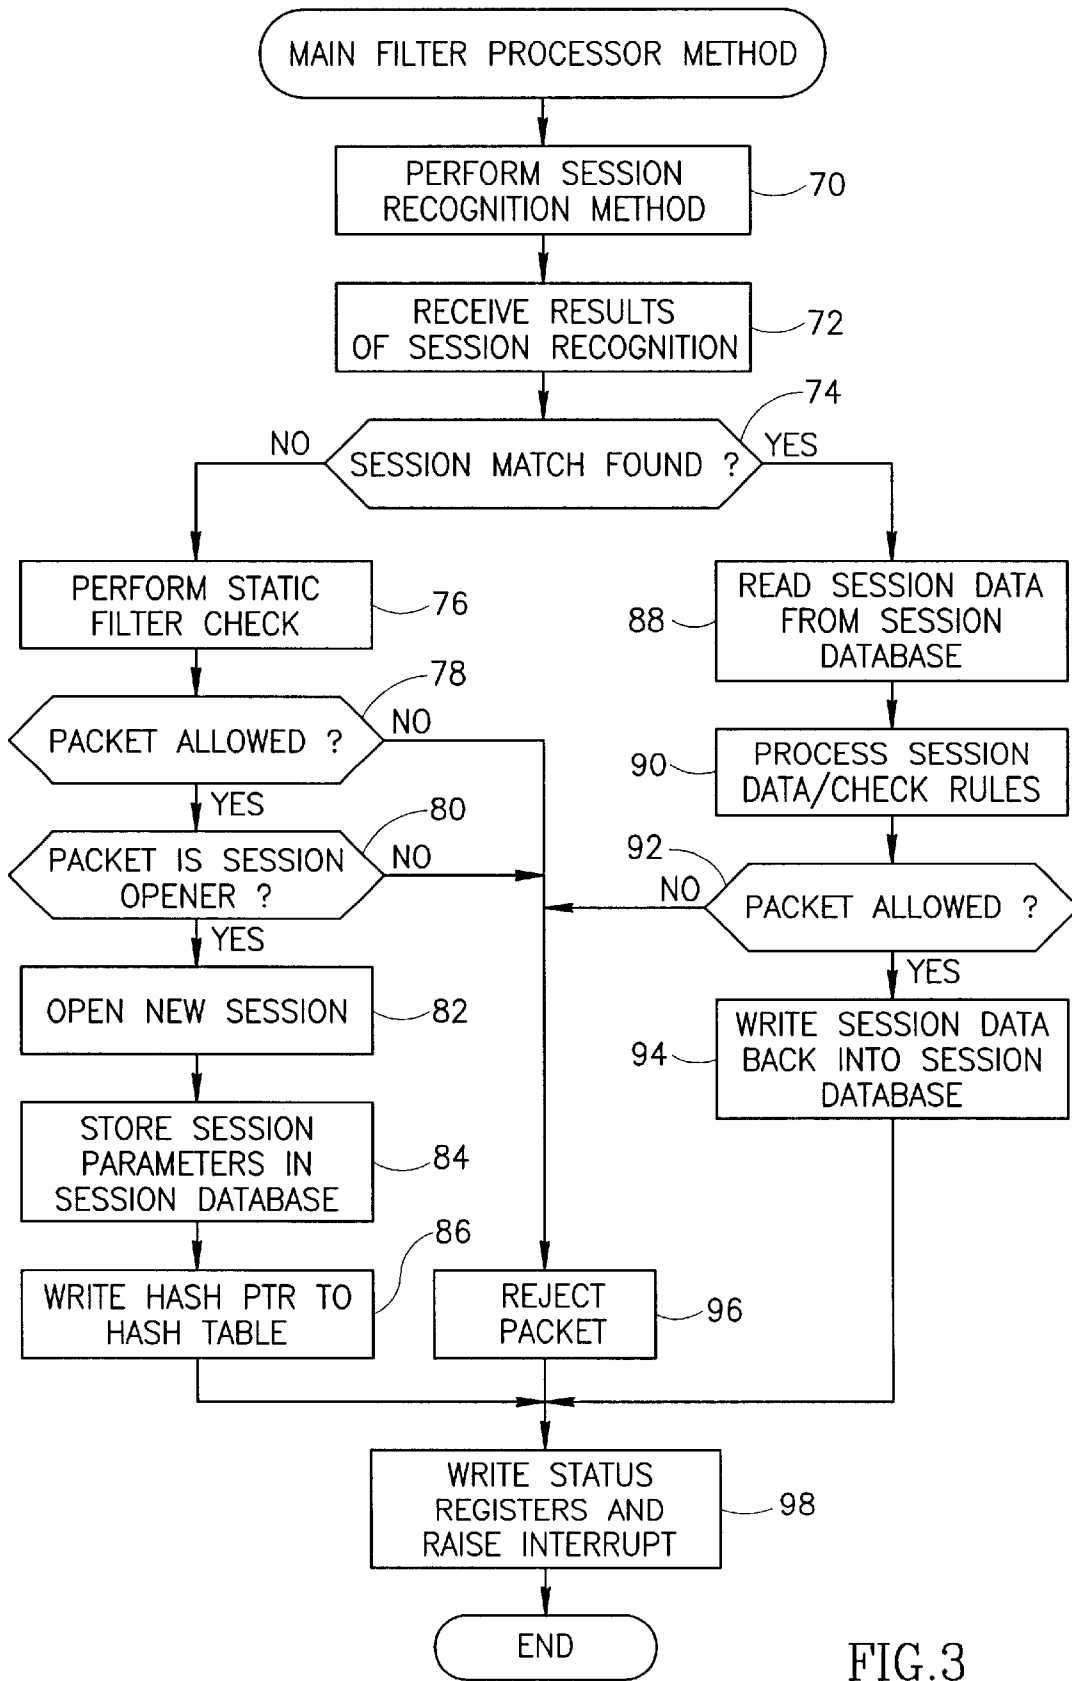 MAIN FILTER PROCESSOR METHOD
PERFORM SESSION
RECOGNITION METHOD
70
RECEIVE RESULTS
OF SESSION RECOGNITION
72
74
NO
SESSION MATCH FOUND ?
YES
PERFORM STATIC
FILTER CHECK
76
READ SESSION DATA
FROM SESSION
DATABASE
88
78
PACKET ALLOWED ?
NO
YES
PROCESS SESSION
DATA/CHECK RULES
90
80
PACKET IS SESSION
OPENER ?
NO
YES
92
NO
PACKET ALLOWED ?
YES
OPEN NEW SESSION
82
WRITE SESSION DATA
BACK INTO SESSION
DATABASE
94
STORE SESSION
PARAMETERS IN
SESSION DATABASE
84
86
WRITE HASH PTR TO
HASH TABLE
REJECT
PACKET
96
WRITE STATUS
REGISTERS AND
RAISE INTERRUPT
98
END
FIG.3